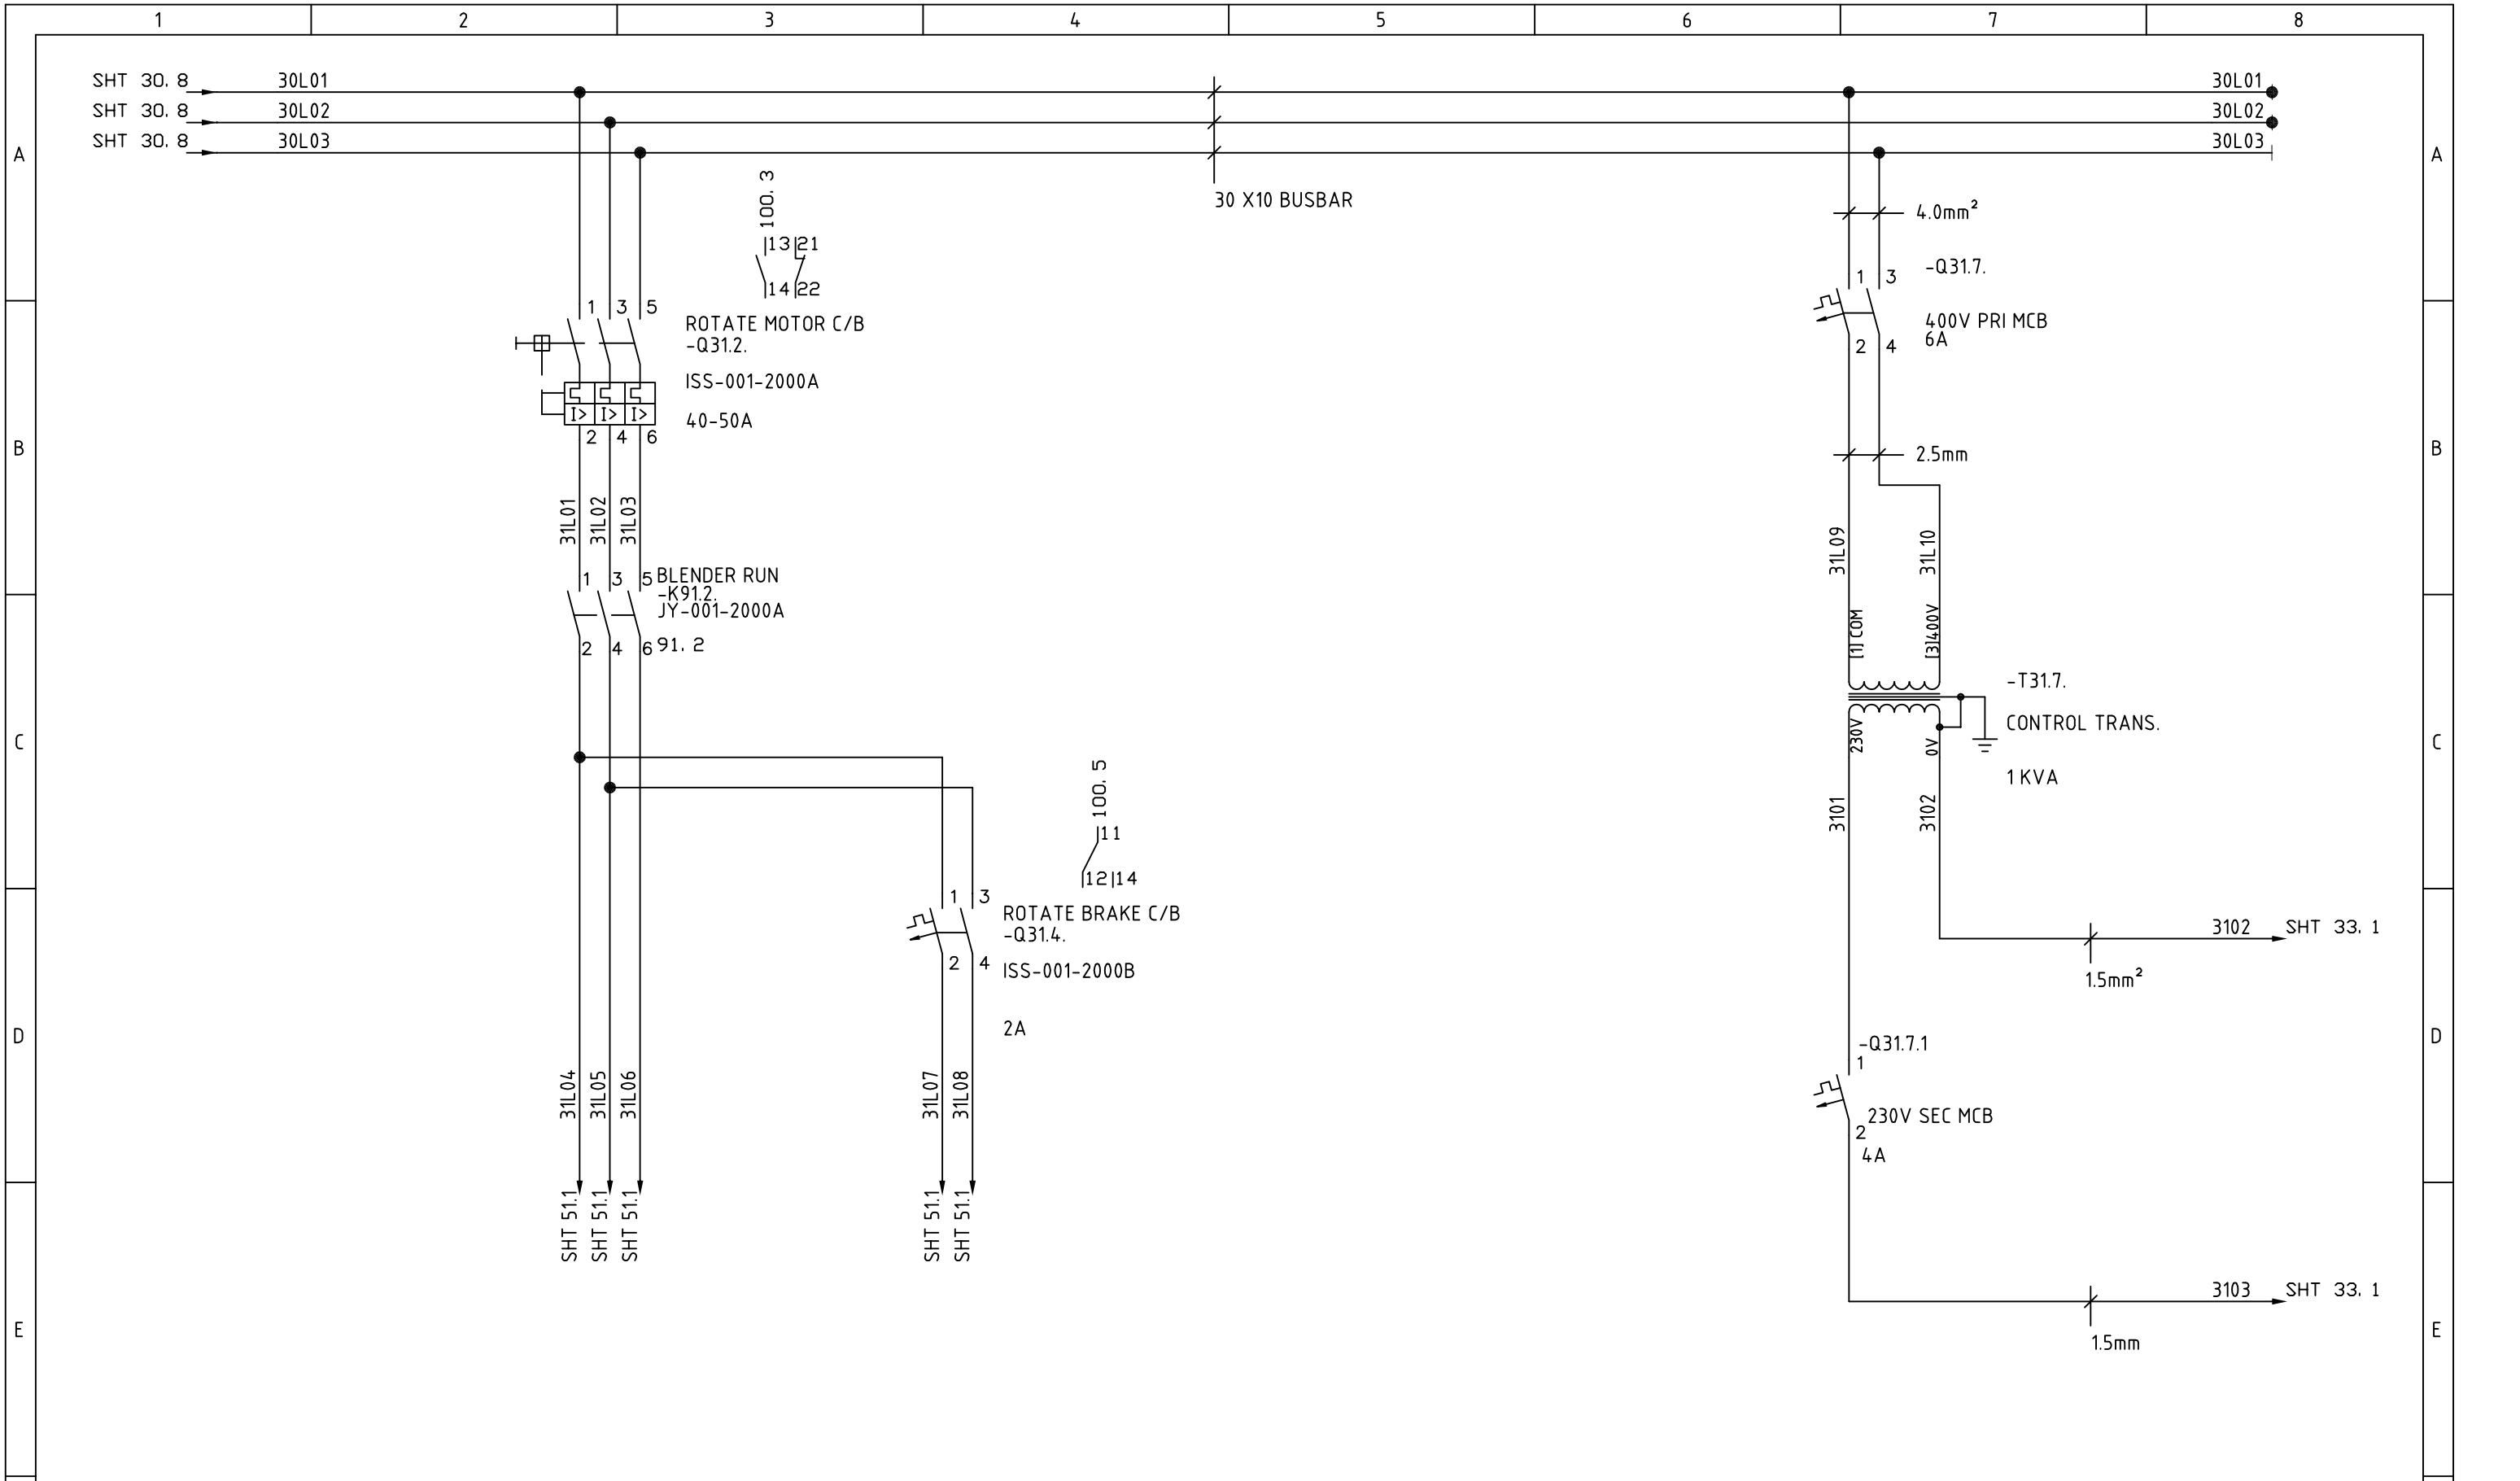 1 2 3 4 5 6 7 8
SHT 30. 8 30L01 30L01
SHT 30. 8 30L02 30L02
SHT 30. 8 30L03 30L03
A A
30 X10 BUSBAR
100. 3
13 21
14 22
4.0mm²
-Q31.7.
1 3
400V PRI MCB
6A
2 4
1 3 5
ROTATE MOTOR C/B
-Q31.2.
ISS-001-2000A
I> I> I>
40-50A
2 4 6
B B
2.5mm
31L01 31L02 31L03
31L09 31L10
1 3 5 BLENDER RUN
-K91.2.
JY-001-2000A
2 4 6 91. 2
[1] COM [3]400V
-T31.7.
CONTROL TRANS.
230V 0V
1 KVA
C C
100. 5
11
12 14
3101 3102
1 3
ROTATE BRAKE C/B
-Q31.4.
2 4
ISS-001-2000B
2A
3102 SHT 33. 1
1.5mm²
D D
-Q31.7.1
1
230V SEC MCB
2
4A
31L04 31L05 31L06 31L07 31L08
SHT 51.1 SHT 51.1 SHT 51.1 SHT 51.1 SHT 51.1
3103 SHT 33. 1
1.5mm
E E